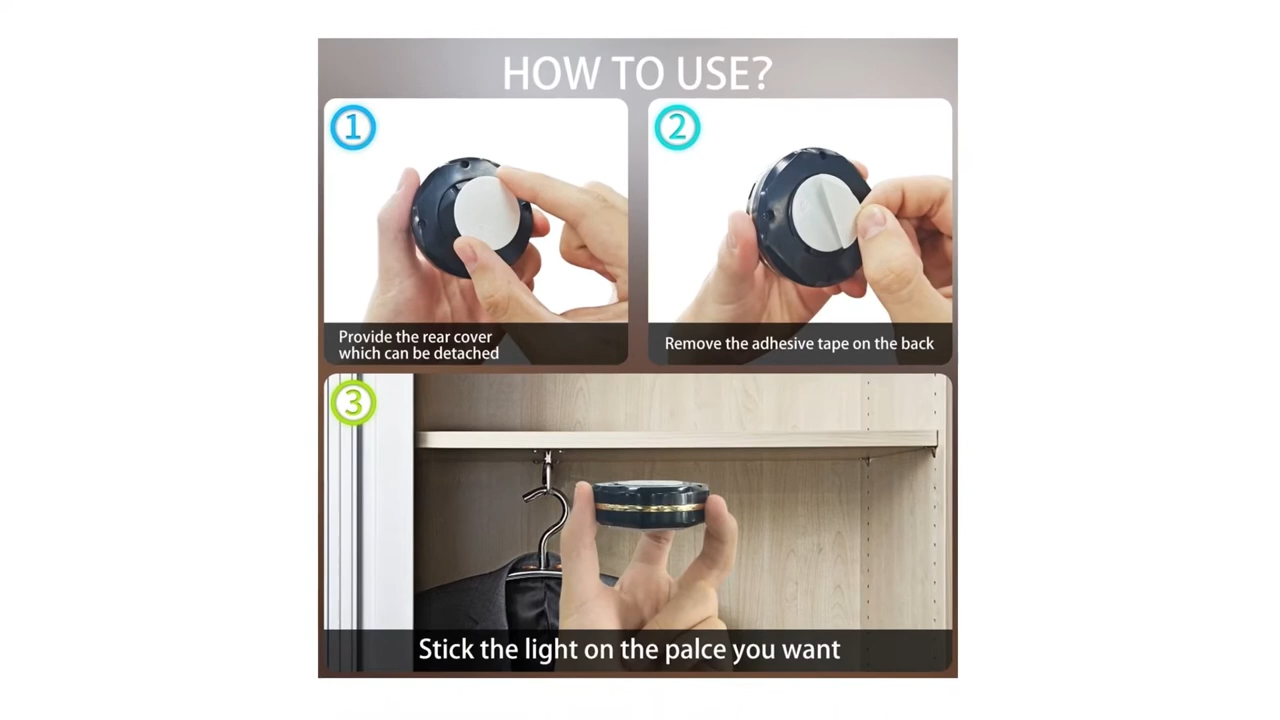 HOW TO USE?
1
2
Provide the rear cover
which can be detached
Remove the adhesive tape on the back
3
Stick the light on the palce you want